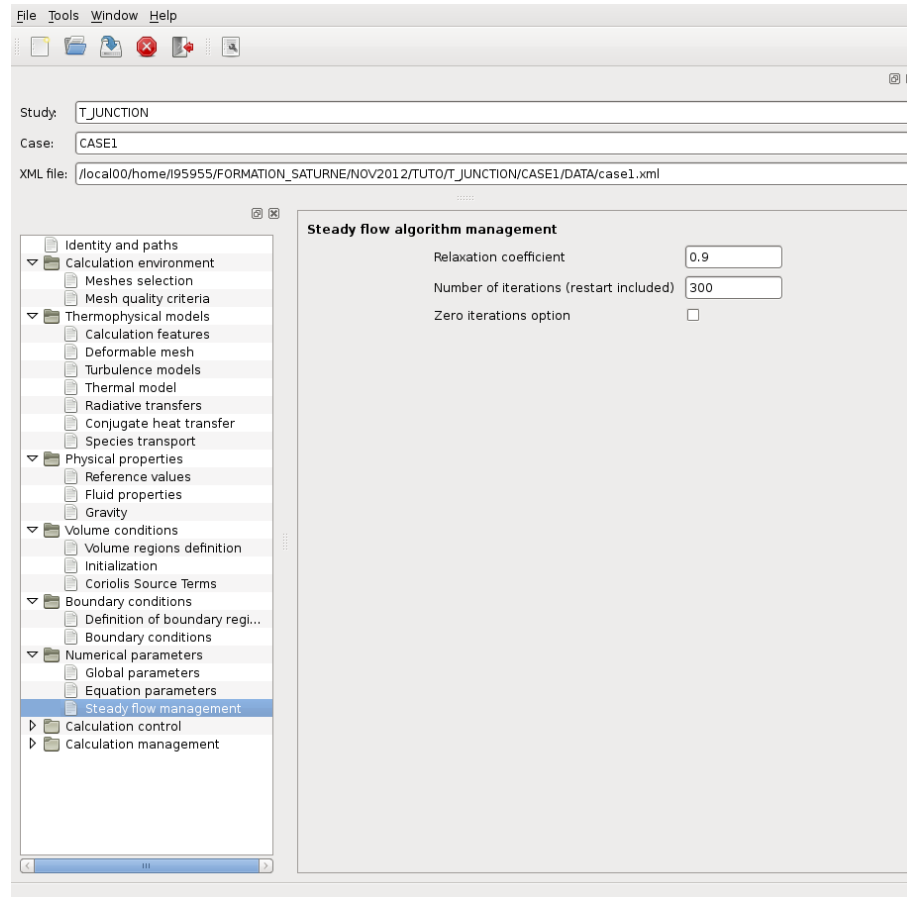 File Tools Window Help
Study: T_JUNCTION
Case: CASE1
XML file: /local00/home/I95955/FORMATION_SATURNE/NOV2012/TUTO/T_JUNCTION/CASE1/DATA/case1.xml
Identity and paths
Calculation environment
Meshes selection
Mesh quality criteria
Thermophysical models
Calculation features
Deformable mesh
Turbulence models
Thermal model
Radiative transfers
Conjugate heat transfer
Species transport
Physical properties
Reference values
Fluid properties
Gravity
Volume conditions
Volume regions definition
Initialization
Coriolis Source Terms
Boundary conditions
Definition of boundary regi...
Boundary conditions
Numerical parameters
Global parameters
Equation parameters
Steady flow management
Calculation control
Calculation management
Steady flow algorithm management
Relaxation coefficient 0.9
Number of iterations (restart included) 300
Zero iterations option